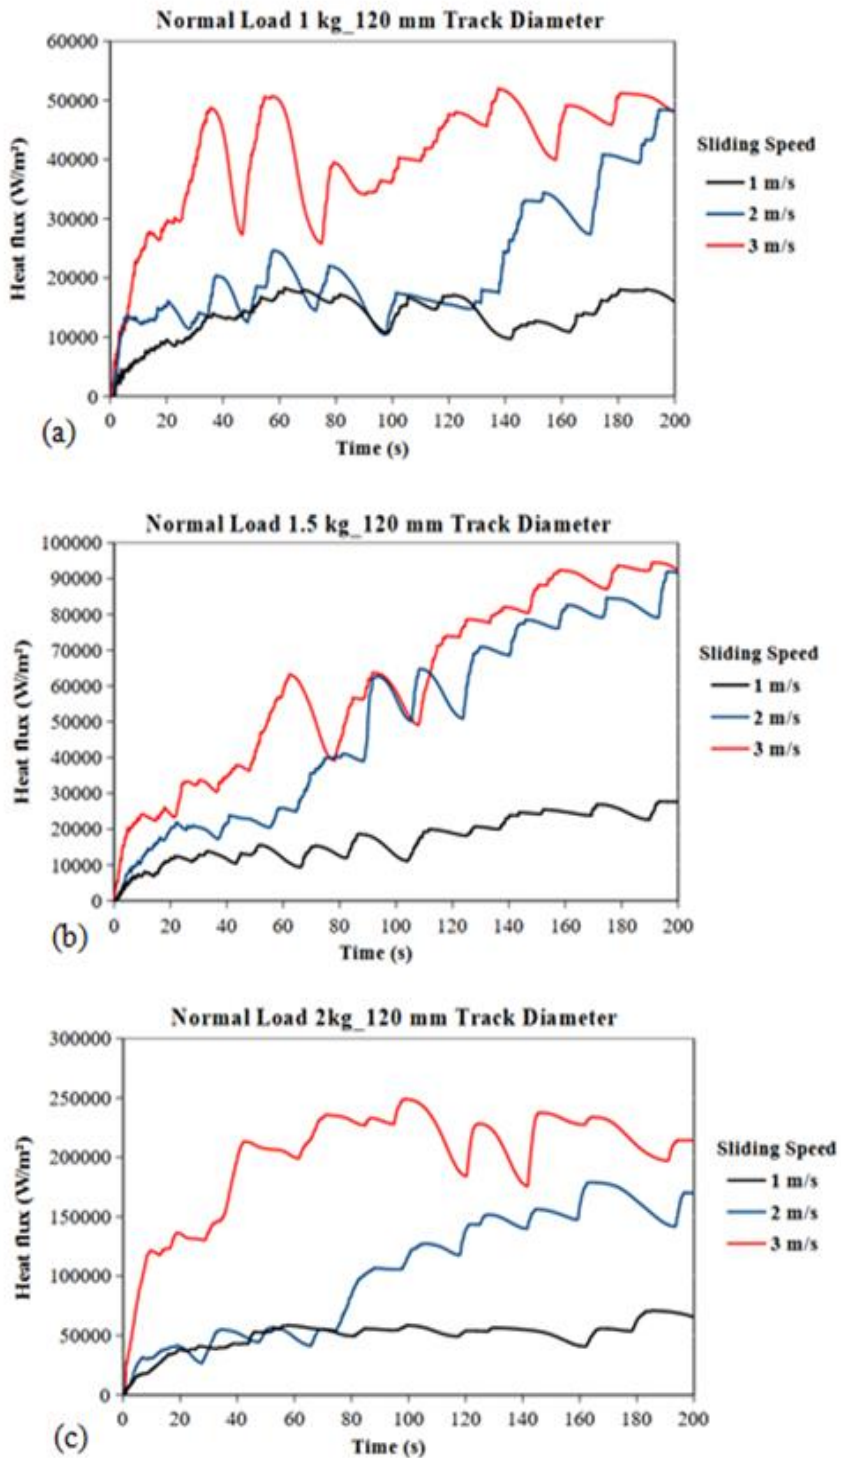 Normal Load 1 kg_120 mm Track Diameter
60000
50000
40000
30000
20000
10000
0
Heat flux (W/m²)
0 20 40 60 80 100 120 140 160 180 200
Time (s)
(a)
Sliding Speed
1 m/s
2 m/s
3 m/s
Normal Load 1.5 kg_120 mm Track Diameter
100000
90000
80000
70000
60000
50000
40000
30000
20000
10000
0
Heat flux (W/m²)
0 20 40 60 80 100 120 140 160 180 200
Time (s)
(b)
Sliding Speed
1 m/s
2 m/s
3 m/s
Normal Load 2kg_120 mm Track Diameter
300000
250000
200000
150000
100000
50000
0
Heat flux (W/m²)
0 20 40 60 80 100 120 140 160 180 200
Time (s)
(c)
Sliding Speed
1 m/s
2 m/s
3 m/s